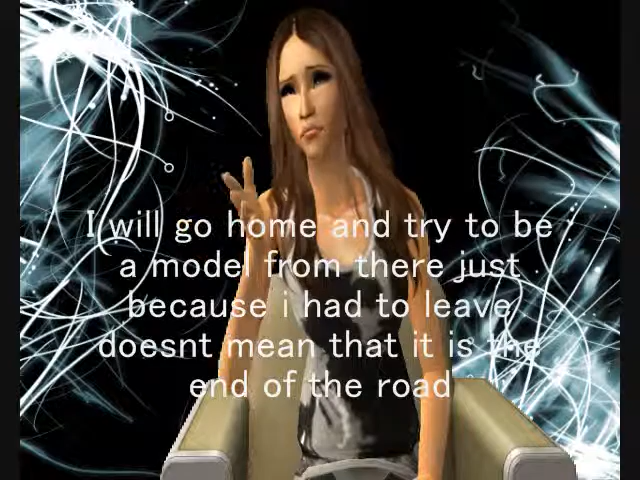 I will go home and try to be
a model from there just
because i had to leave
doesnt mean that it is the
end of the road